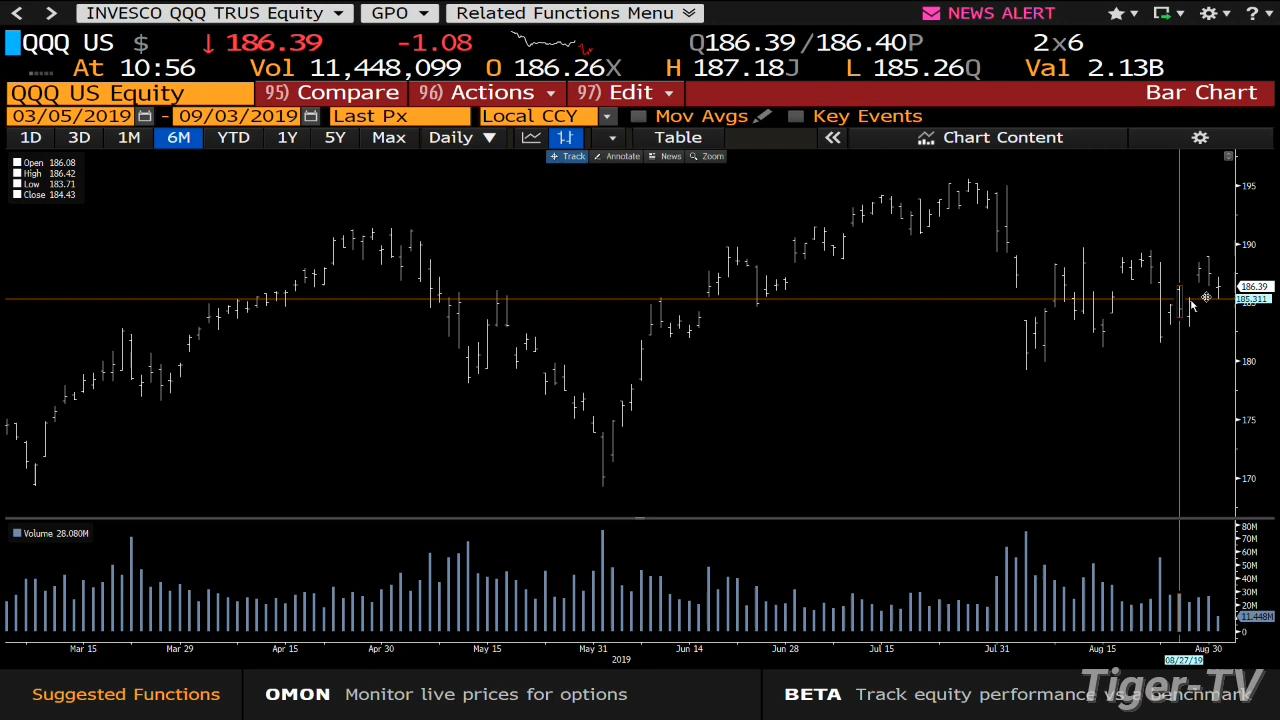 INVESCO QQQ TRUS Equity GPO Related Functions Menu NEWS ALERT ?
QQQ US $ ↓ 186.39 -1.08 Q186.39 / 186.40P 2x6
At 10:56 Vol 11,448,099 O 186.26X H 187.18J L 185.26Q Val 2.13B
QQQ US Equity 95) Compare 96) Actions 97) Edit Bar Chart
03/05/2019 - 09/03/2019 Last Px Local CCY Mov Avgs Key Events
1D 3D 1M 6M YTD 1Y 5Y Max Daily ▼ Table « Chart Content
Track Annotate News Zoom
Open 186.08
High 186.42
Low 183.71
Close 184.43
195
190
186.39
185.311
185
180
175
170
Volume 28.080M
80M
70M
60M
50M
40M
30M
20M
11.448M
0
Mar 15 Mar 29 Apr 15 Apr 30 May 15 May 31 Jun 14 Jun 28 Jul 15 Jul 31 Aug 15 Aug 30
2019 08/27/19
Suggested Functions OMON Monitor live prices for options BETA Track equity performance vs a benchmark
Tiger-TV